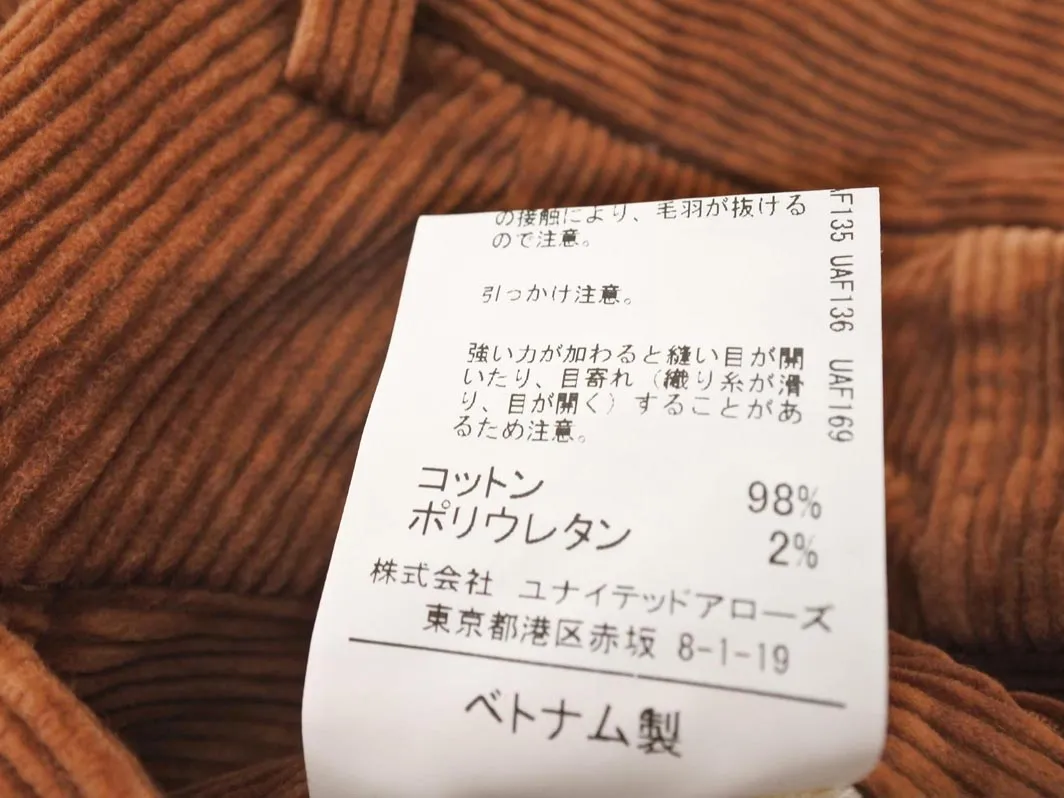 の接触により、毛羽が抜ける
ので注意。
引っかけ注意。
強い力が加わると縫い目が開
いたり、目寄れ（織り糸が滑
り、目が開く）することがあ
るため注意。
コットン 98%
ポリウレタン 2%
株式会社 ユナイテッドアローズ
東京都港区赤坂 8-1-19
ベトナム製
AF135 UAF136 UAF169